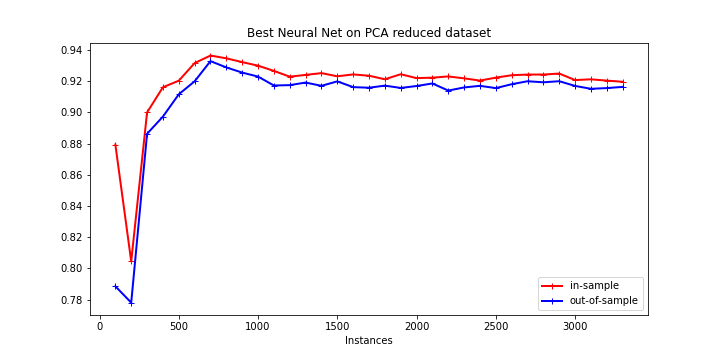 Best Neural Net on PCA reduced dataset
0.94
0.92
0.90
0.88
0.86
0.84
0.82
0.80
0.78
0 500 1000 1500 2000 2500 3000
Instances
in-sample
out-of-sample